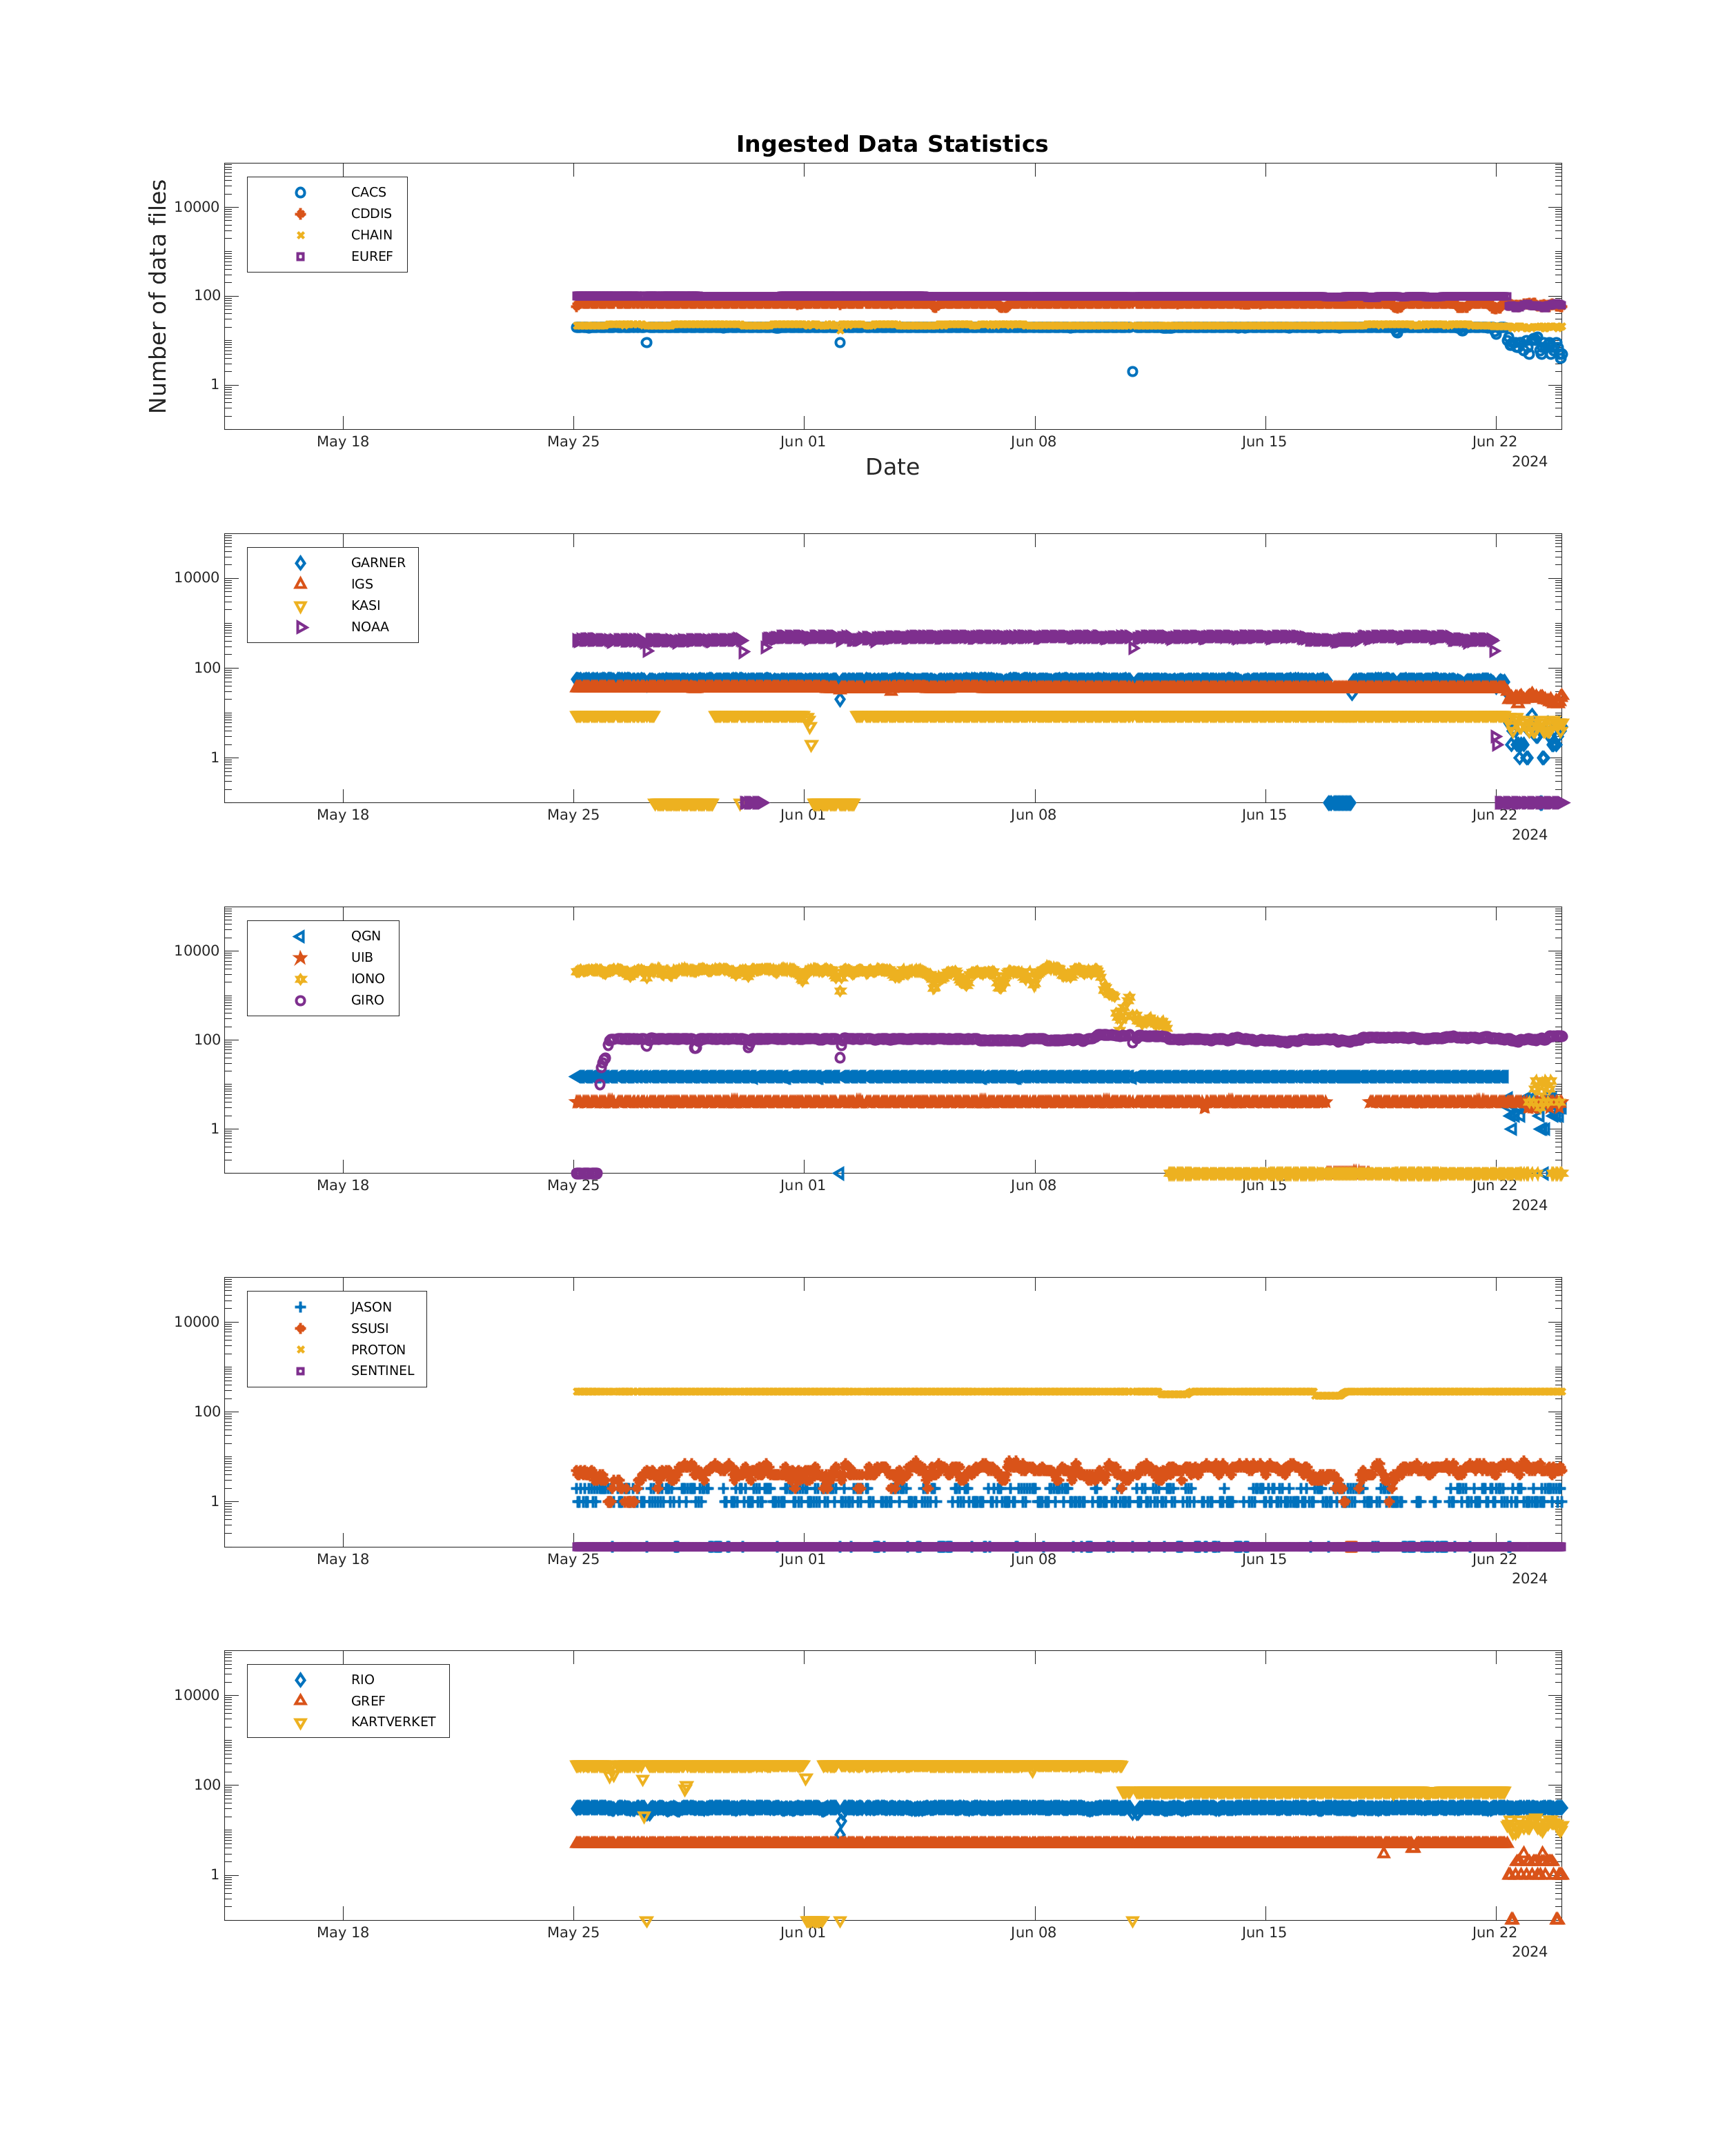 Ingested Data Statistics
Number of data files
10000
100
1
CACS
CDDIS
CHAIN
EUREF
May 18 May 25 Jun 01 Jun 08 Jun 15 Jun 22
2024
Date
10000
100
1
GARNER
IGS
KASI
NOAA
May 18 May 25 Jun 01 Jun 08 Jun 15 Jun 22
2024
10000
100
1
QGN
UIB
IONO
GIRO
May 18 May 25 Jun 01 Jun 08 Jun 15 Jun 22
2024
10000
100
1
JASON
SSUSI
PROTON
SENTINEL
May 18 May 25 Jun 01 Jun 08 Jun 15 Jun 22
2024
10000
100
1
RIO
GREF
KARTVERKET
May 18 May 25 Jun 01 Jun 08 Jun 15 Jun 22
2024